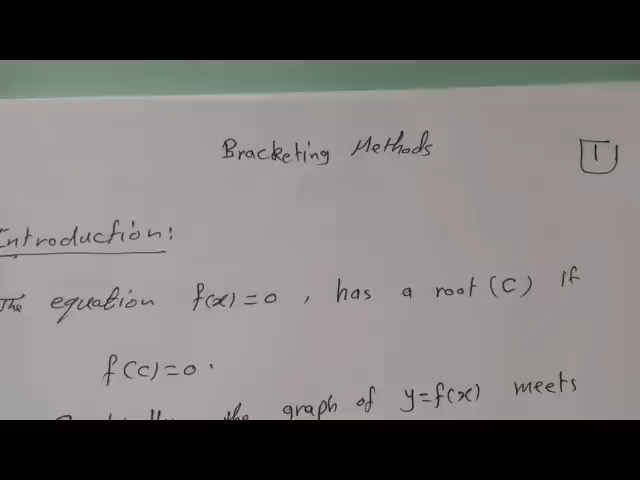 Bracketing Methods
1
Introduction:
The equation f(x)=0, has a root (C) If
f(c)=0.
the graph of y=f(x) meets